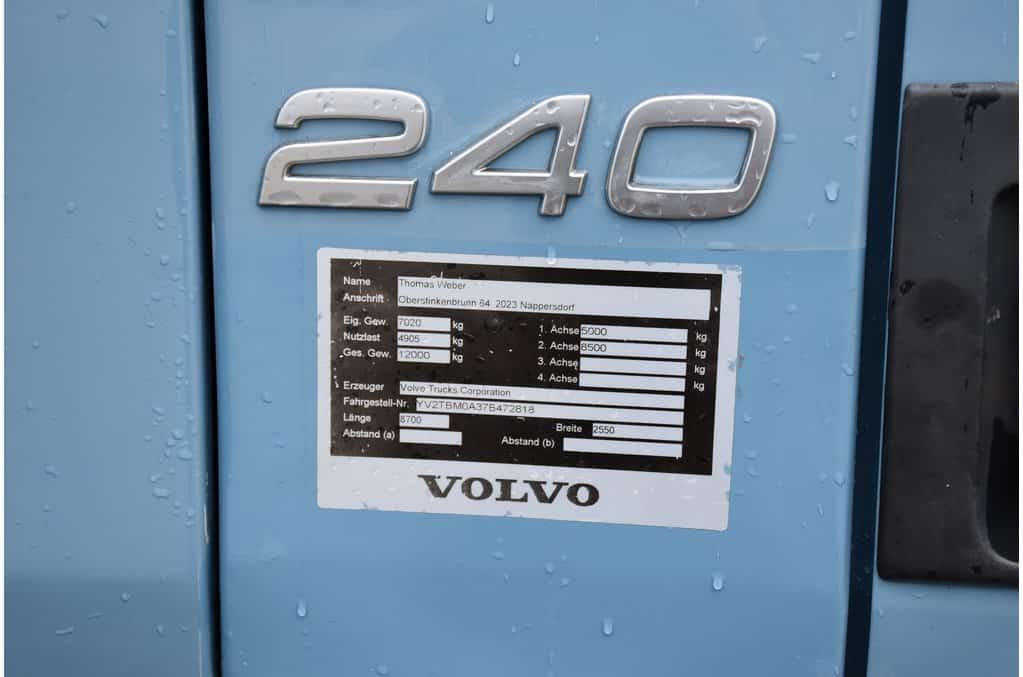 240
Name Thomas Weber
Anschrift Oberstinkenbrunn 64 2023 Nappersdorf
Eig. Gew. 7020 kg 1. Achse 5000 kg
Nutzlast 4905 kg 2. Achse 8500 kg
Ges. Gew. 12000 kg 3. Achse kg
4. Achse kg
Erzeuger Volvo Trucks Corporation
Fahrgestell-Nr. YV2TBM0A37B472818
Länge 8700 Breite 2550
Abstand (a) Abstand (b)
VOLVO